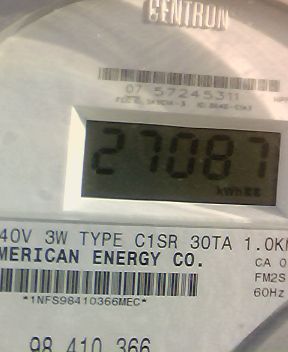 CENTRON
07 57245311
27087
kWh
40V 3W TYPE C1SR 30TA 1.0K
MERICAN ENERGY CO.
CA 0
FM2S
*1NFS98410366MEC*
60Hz
98 410 366